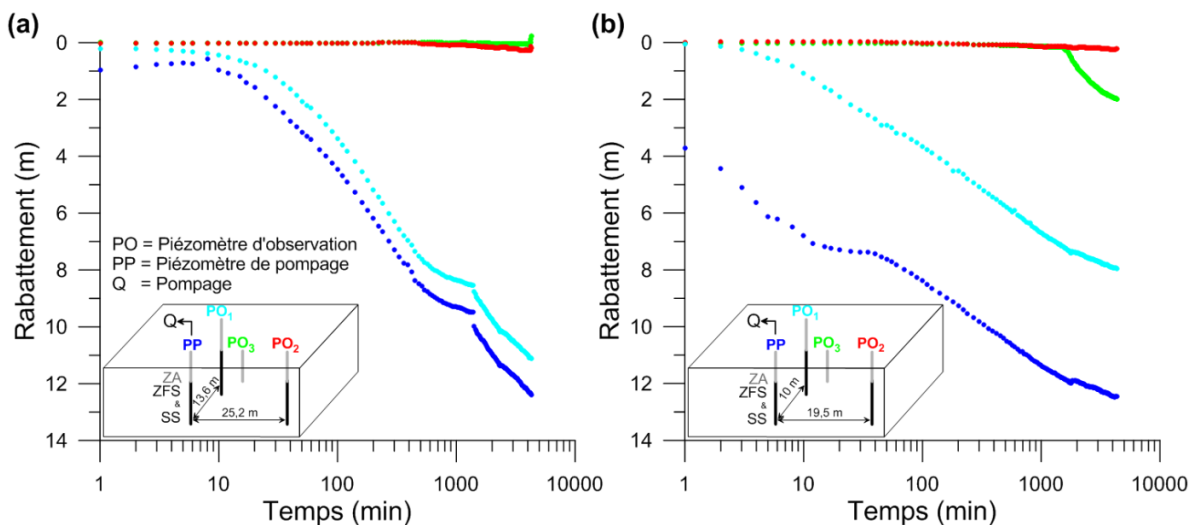 (a)
0
2
4
6
8
10
12
14
Rabattement (m)
PO = Piézomètre d'observation
PP = Piézomètre de pompage
Q = Pompage
PO₁
Q
PP
PO₃
PO₂
ZA
ZFS
&
SS
13,6 m
25,2 m
1
10
100
1000
10000
Temps (min)
(b)
0
2
4
6
8
10
12
14
Rabattement (m)
PO₁
Q
PP
PO₃
PO₂
ZA
ZFS
&
SS
10 m
19,5 m
1
10
100
1000
10000
Temps (min)